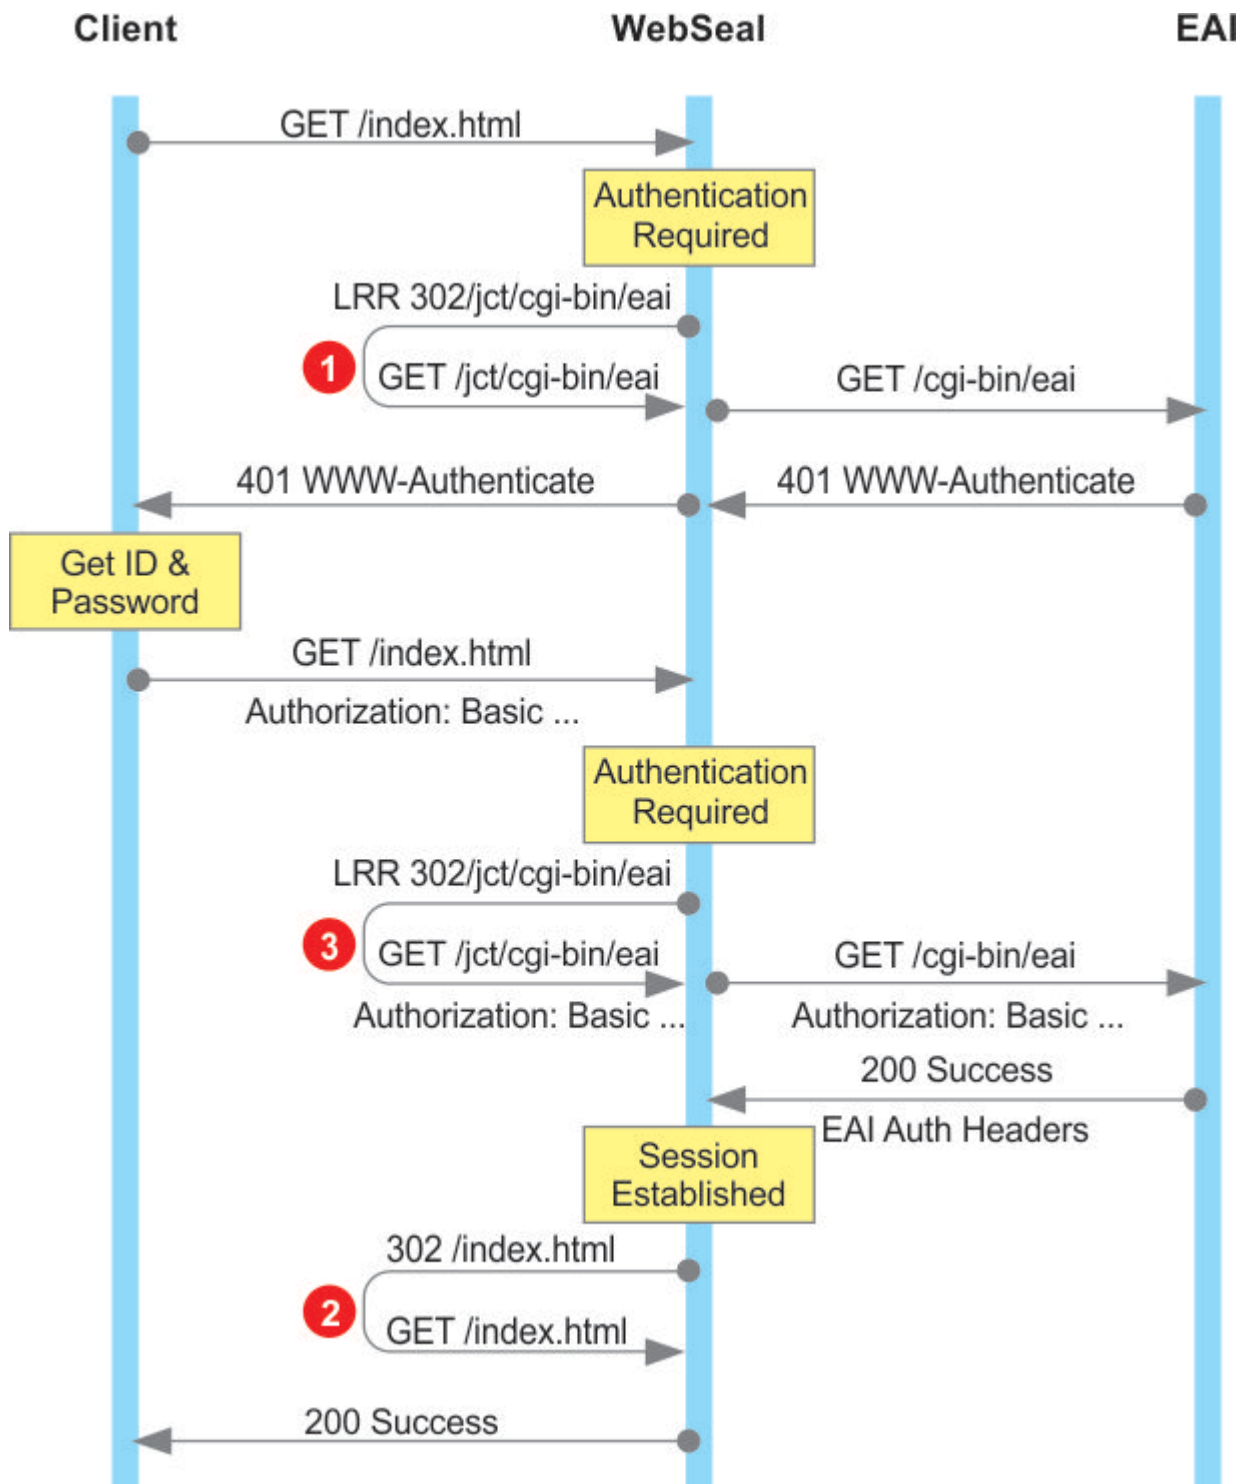 Client WebSeal EAI
GET /index.html
Authentication
Required
LRR 302/jct/cgi-bin/eai
1
GET /jct/cgi-bin/eai
GET /cgi-bin/eai
401 WWW-Authenticate 401 WWW-Authenticate
Get ID &
Password
GET /index.html
Authorization: Basic ...
Authentication
Required
LRR 302/jct/cgi-bin/eai
3
GET /jct/cgi-bin/eai GET /cgi-bin/eai
Authorization: Basic ... Authorization: Basic ...
200 Success
EAI Auth Headers
Session
Established
302 /index.html
2
GET /index.html
200 Success